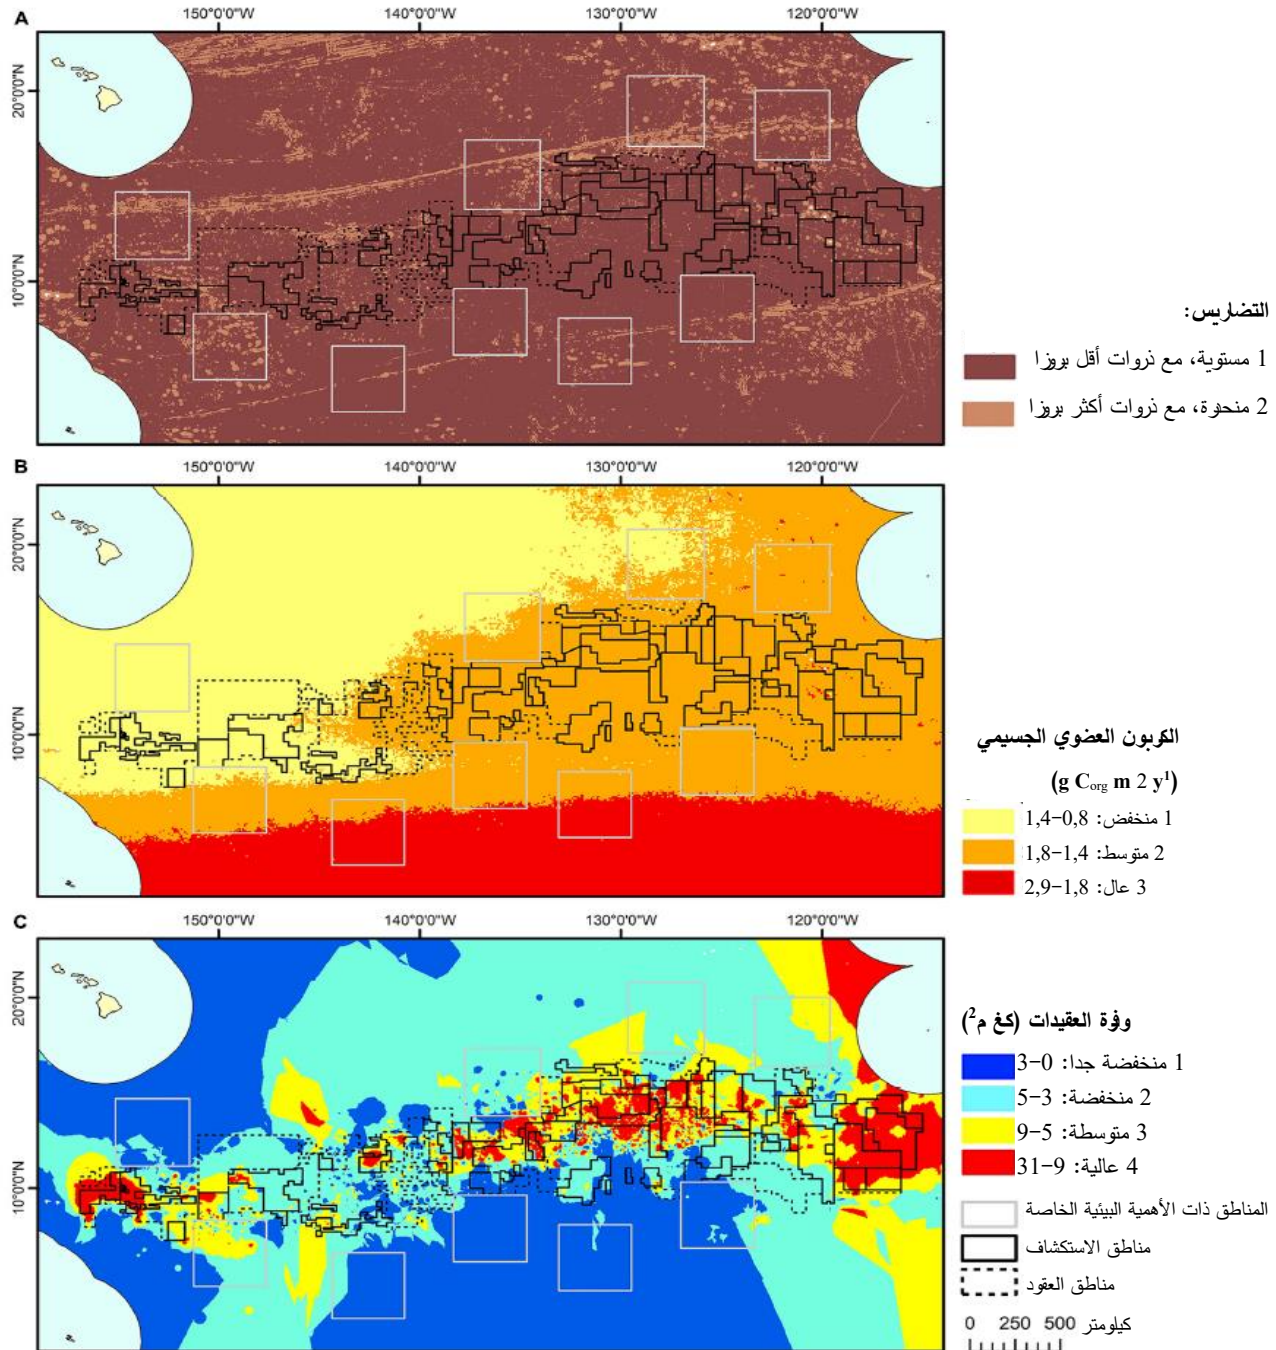 A
150°0'0"W 140°0'0"W 130°0'0"W 120°0'0"W
20°0'0"N
10°0'0"N
التضاريس:
1 مستوية، مع ذروات أقل بروزا
2 منحوة، مع ذروات أكثر بروزا
B
150°0'0"W 140°0'0"W 130°0'0"W 120°0'0"W
20°0'0"N
10°0'0"N
الكربون العضوي الجسيمي
(g Corg m 2 y¹)
1 منخفض: 0,8–1,4
2 متوسط: 1,4–1,8
3 عال: 1,8–2,9
C
150°0'0"W 140°0'0"W 130°0'0"W 120°0'0"W
20°0'0"N
10°0'0"N
وفرة العقيدات (كغ م²)
1 منخفضة جدا: 0–3
2 منخفضة: 3–5
3 متوسطة: 5–9
4 عالية: 9–31
المناطق ذات الأهمية البيئية الخاصة
مناطق الاستكشاف
مناطق العقود
0 250 500 كيلومتر